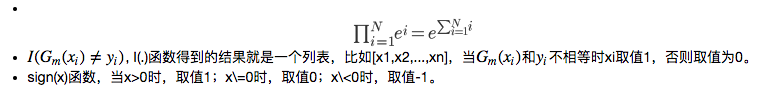 ∏_{i=1}^{N} e^i = e^{∑_{i=1}^{N} i}
I(G_m(x_i) ≠ y_i), I(.)函数得到的结果就是一个列表，比如[x1,x2,...,xn]，当G_m(x_i)和y_i不相等时xi取值1，否则取值为0。
sign(x)函数，当x>0时，取值1；x\=0时，取值0；x\<0时，取值-1。